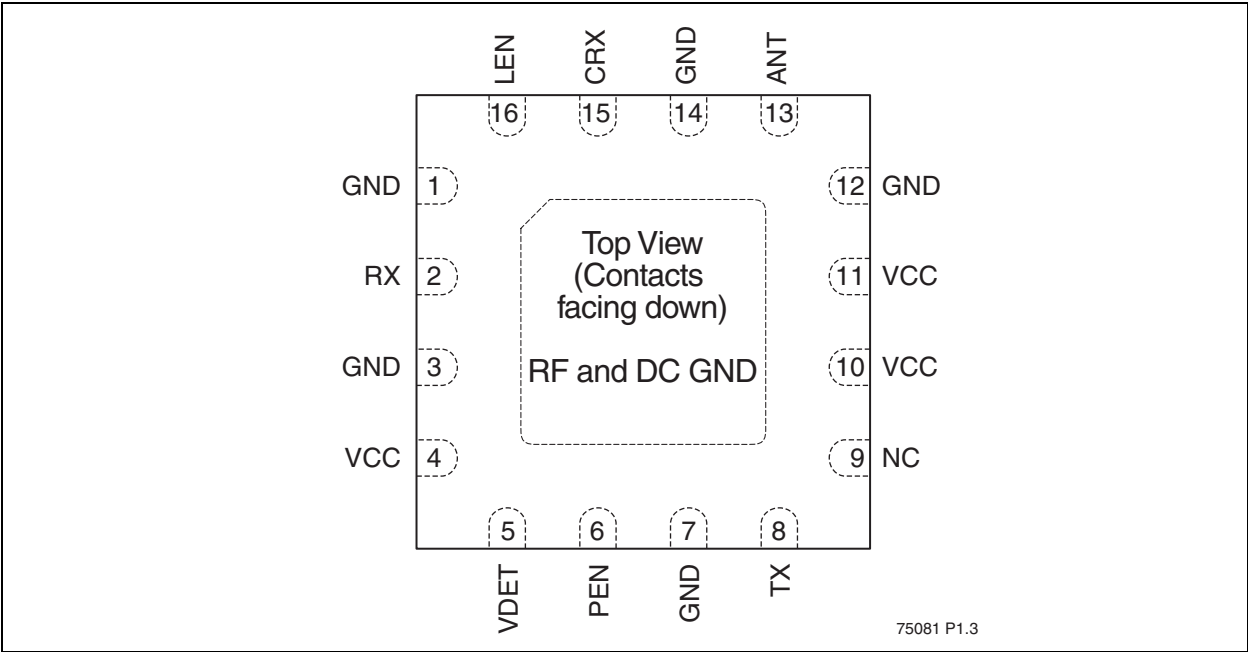 LEN
CRX
GND
ANT
16
15
14
13
GND 1
12 GND
RX 2
11 VCC
GND 3
10 VCC
VCC 4
9 NC
Top View
(Contacts
facing down)
RF and DC GND
5
6
7
8
VDET
PEN
GND
TX
75081 P1.3